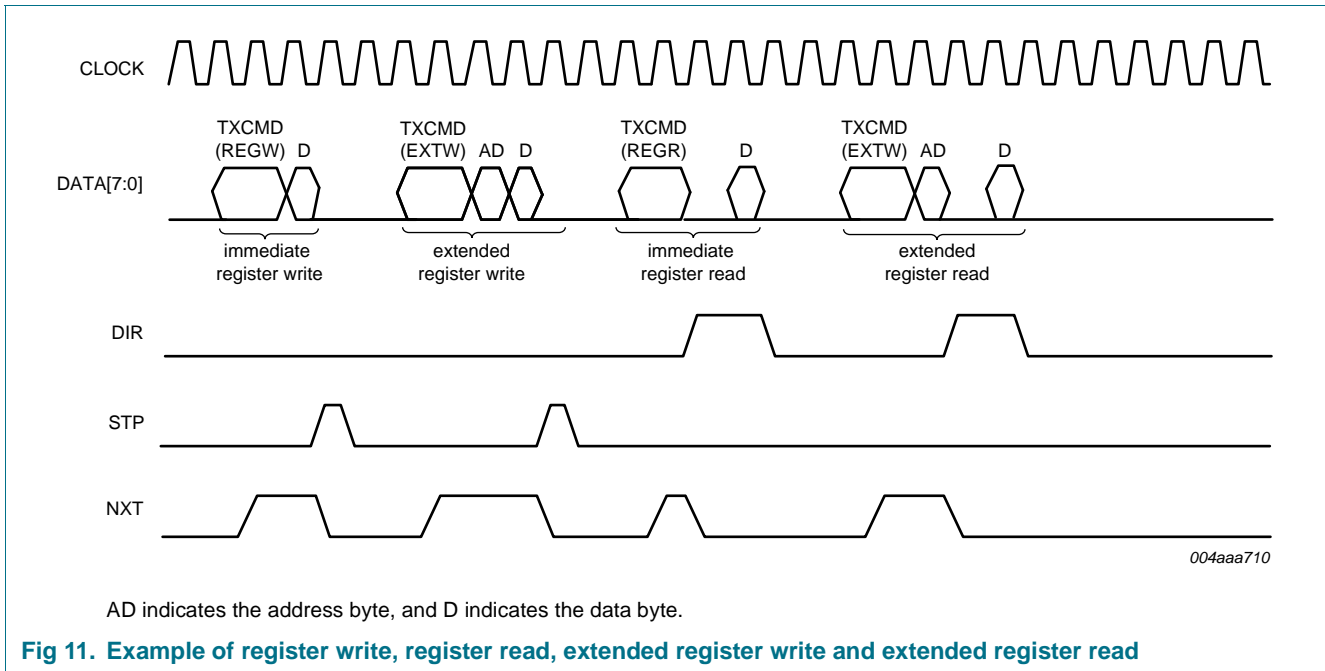 CLOCK
TXCMD
(REGW) D
TXCMD
(EXTW) AD D
TXCMD
(REGR) D
TXCMD
(EXTW) AD D
DATA[7:0]
immediate
register write
extended
register write
immediate
register read
extended
register read
DIR
STP
NXT
004aaa710
AD indicates the address byte, and D indicates the data byte.
Fig 11. Example of register write, register read, extended register write and extended register read